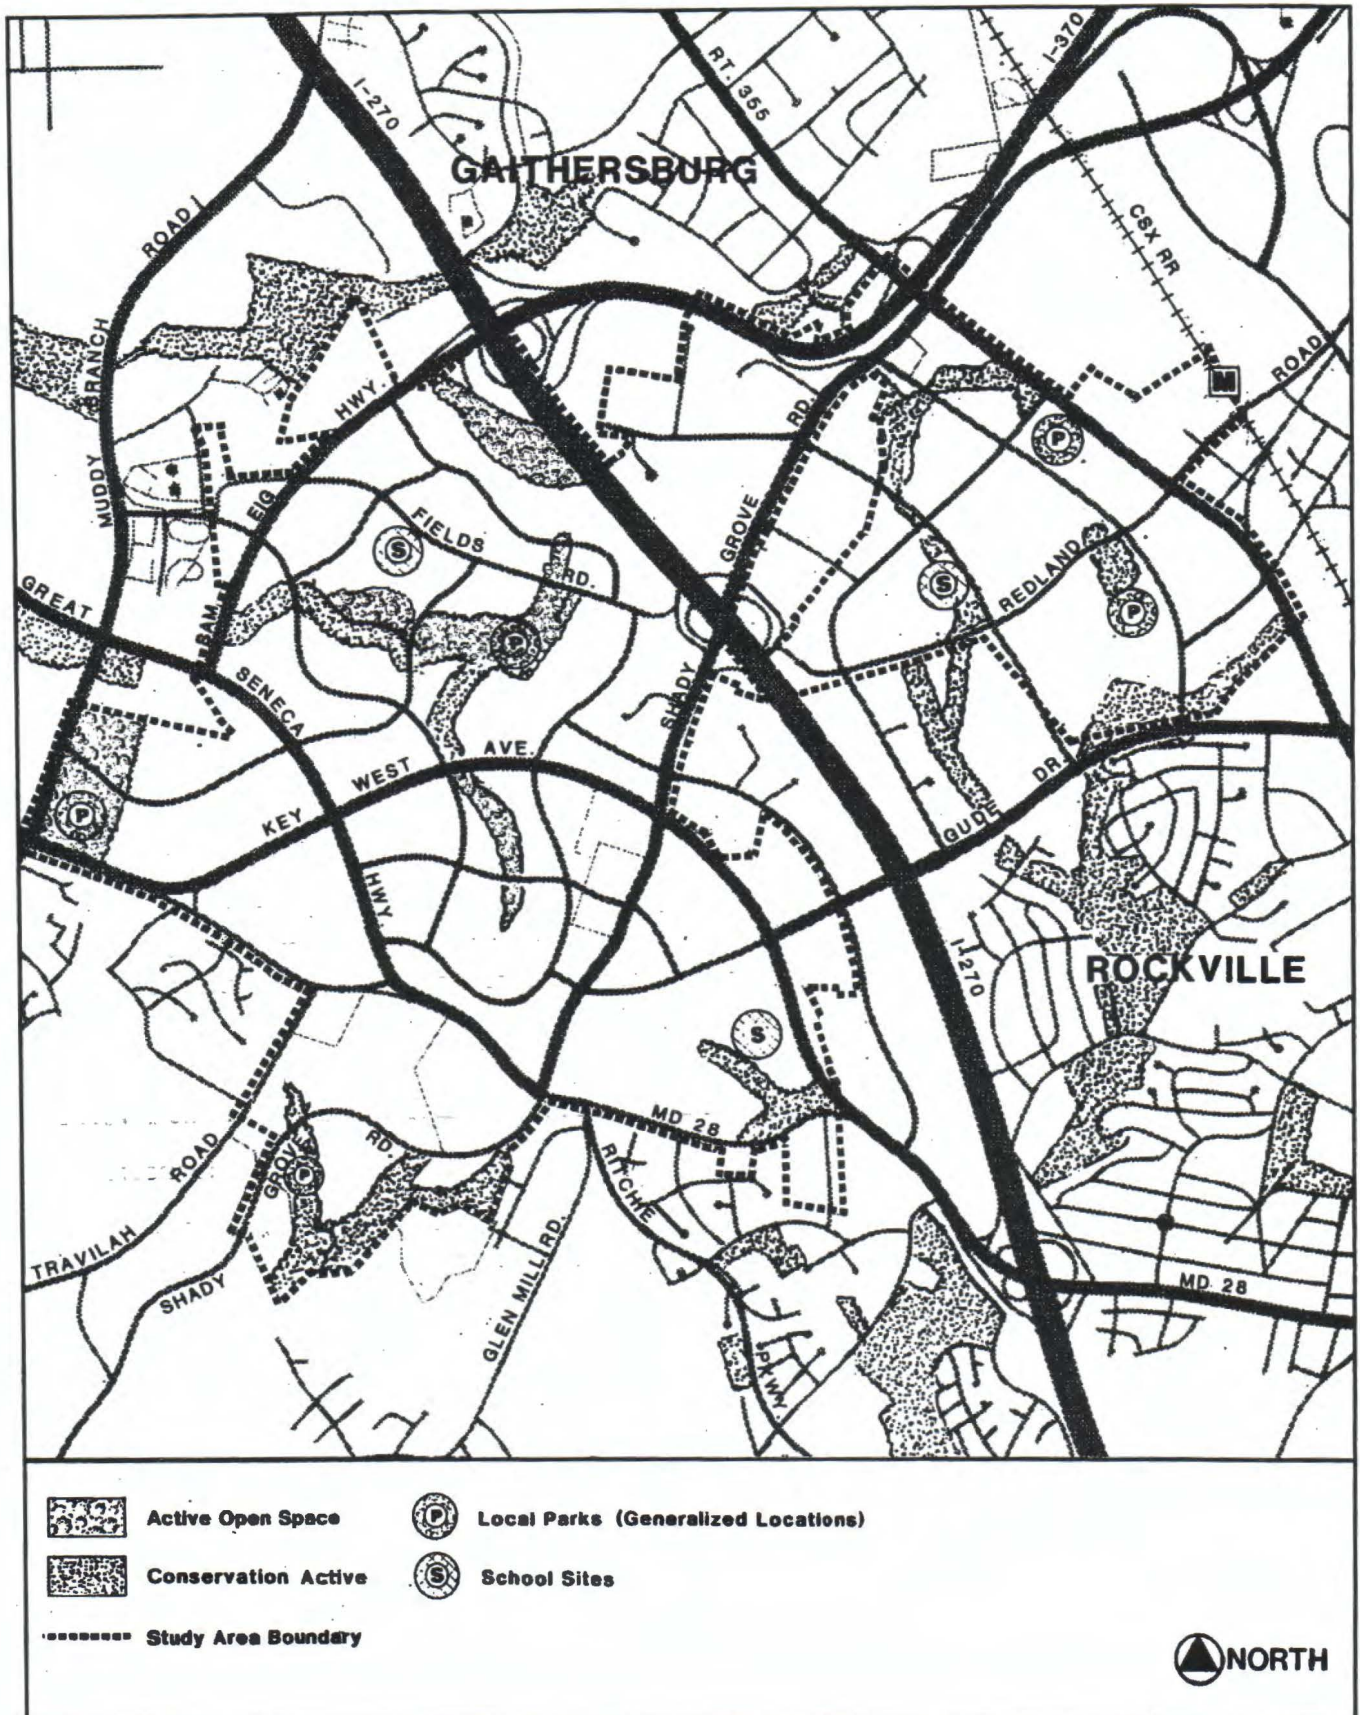 I-270
RT. 355
I-370
GAITHERSBURG
CSX RR
ROAD
MUDDY BRANCH ROAD
M
HWY.
RD.
P
BIG
FIELDS RD.
S
GROVE
S
REDLAND
P
GREAT
SAM
P
SENECA
SHADY
KEY WEST AVE.
DR.
GUDE
P
HWY
I-270
ROCKVILLE
S
MD 28
RITCHIE
GROVE RD.
P
ROAD
TRAVILAH
SHADY
GLEN MILL RD.
MD 28
PKWY.
Active Open Space
P Local Parks (Generalized Locations)
Conservation Active
S School Sites
Study Area Boundary
NORTH